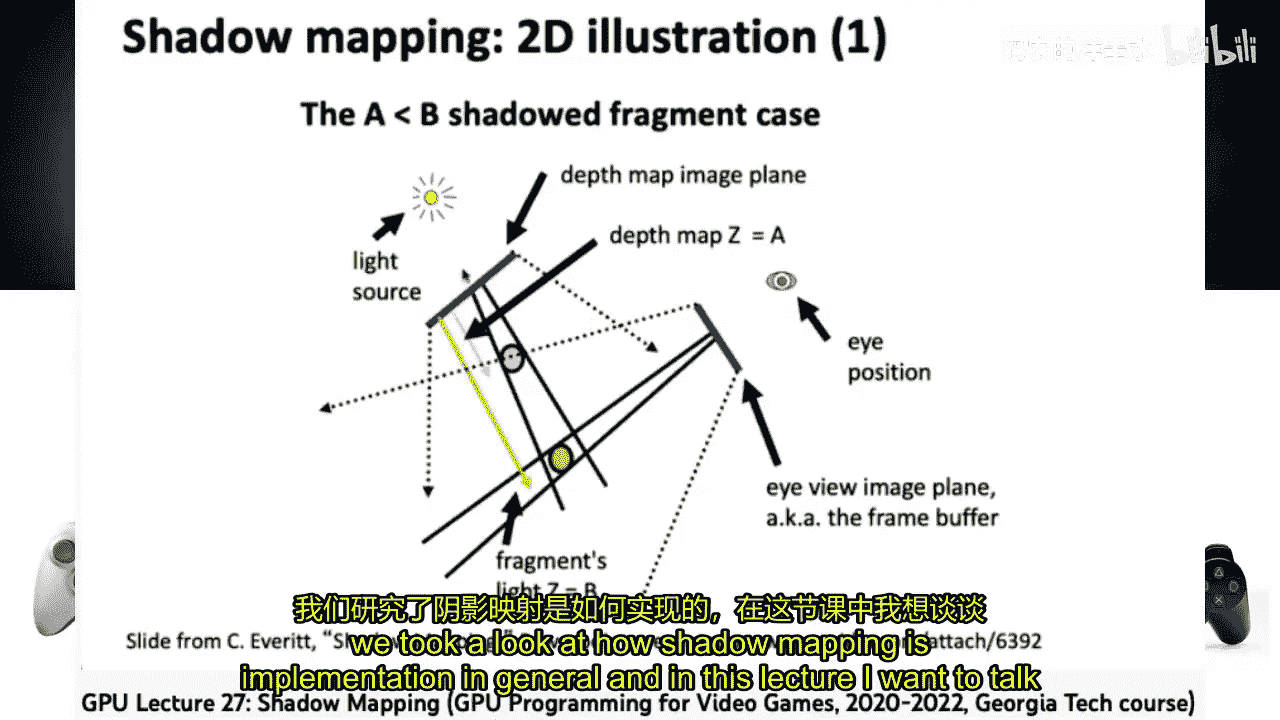 Shadow mapping: 2D illustration (1)
bilibili
The A < B shadowed fragment case
depth map image plane
depth map Z = A
light
source
eye
position
eye view image plane,
a.k.a. the frame buffer
fragment's
light Z = B
我们研究了阴影映射是如何实现的，在这节课中我想谈谈
we took a look at how shadow mapping is
implementation in general and in this lecture I want to talk
Slide from C. Everitt, attach/6392
GPU Lecture 27: Shadow Mapping (GPU Programming for Video Games, 2020-2022, Georgia Tech course)